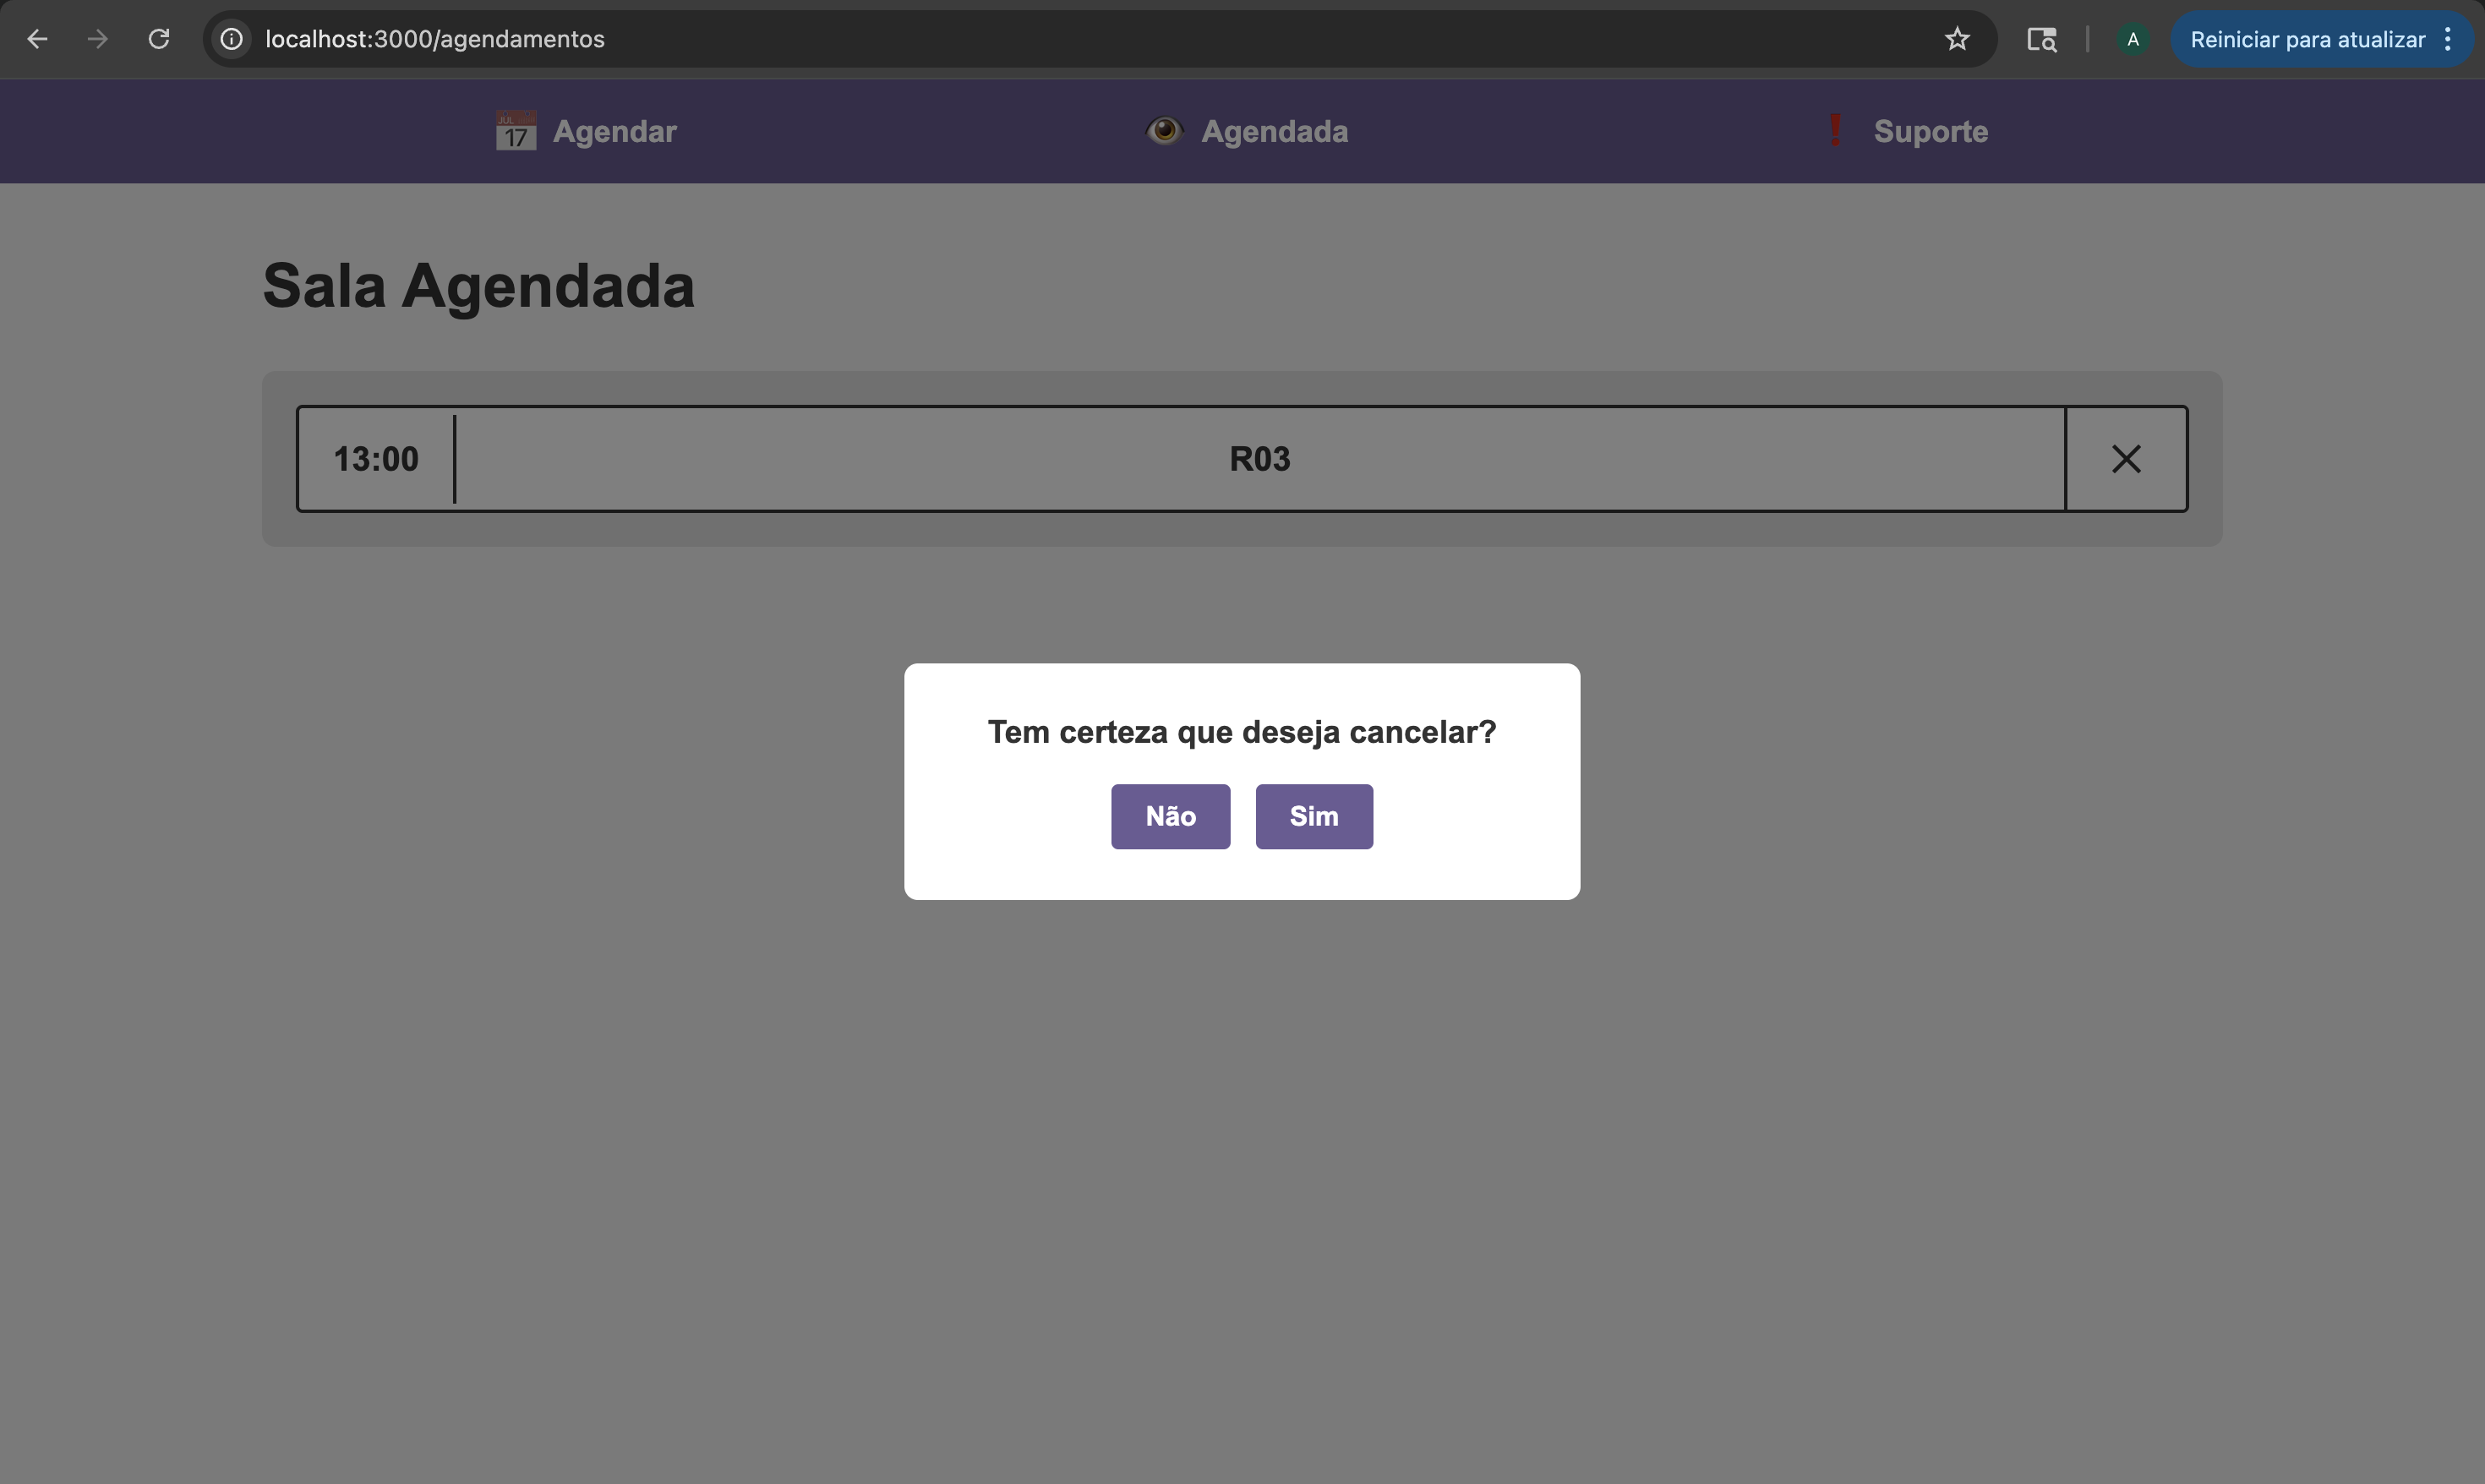 localhost:3000/agendamentos
A
Reiniciar para atualizar
JUL 17 Agendar
Agendada
Suporte
Sala Agendada
13:00 R03
Tem certeza que deseja cancelar?
Não Sim